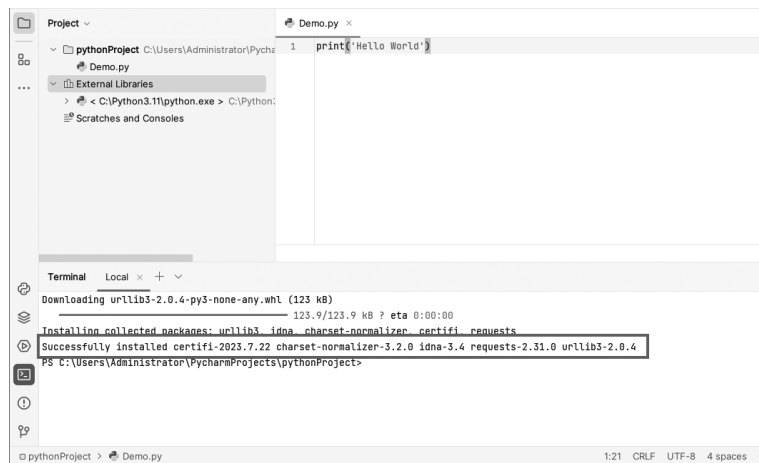 Project
Demo.py
pythonProject C:\Users\Administrator\Pycha
Demo.py
External Libraries
< C:\Python3.11\python.exe > C:\Python3
Scratches and Consoles
1 print('Hello World')
Terminal Local
Downloading urllib3-2.0.4-py3-none-any.whl (123 kB)
123.9/123.9 kB ? eta 0:00:00
Installing collected packages: urllib3, idna, charset-normalizer, certifi, requests
Successfully installed certifi-2023.7.22 charset-normalizer-3.2.0 idna-3.4 requests-2.31.0 urllib3-2.0.4
PS C:\Users\Administrator\PycharmProjects\pythonProject>
pythonProject > Demo.py
1:21 CRLF UTF-8 4 spaces